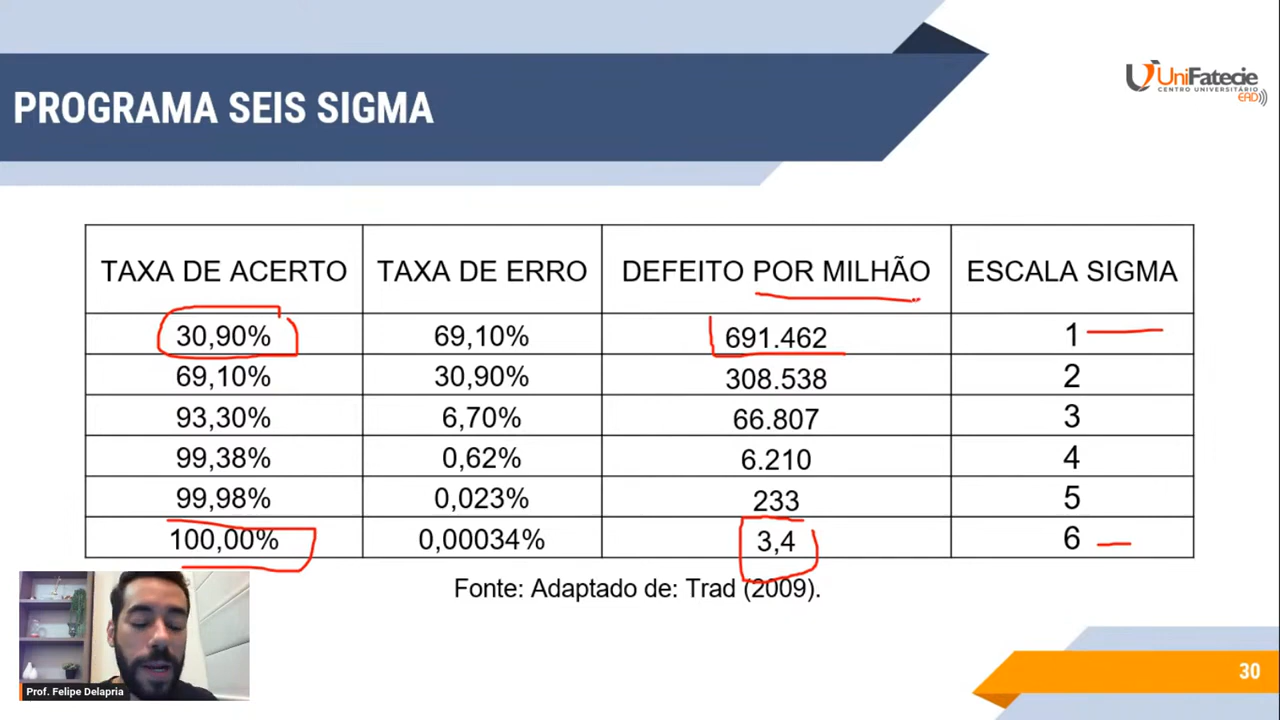 UniFatecie
CENTRO UNIVERSITÁRIO
EAD
PROGRAMA SEIS SIGMA
TAXA DE ACERTO TAXA DE ERRO DEFEITO POR MILHÃO ESCALA SIGMA
30,90% 69,10% 691.462 1
69,10% 30,90% 308.538 2
93,30% 6,70% 66.807 3
99,38% 0,62% 6.210 4
99,98% 0,023% 233 5
100,00% 0,00034% 3,4 6
Fonte: Adaptado de: Trad (2009).
Prof. Felipe Delapria
30